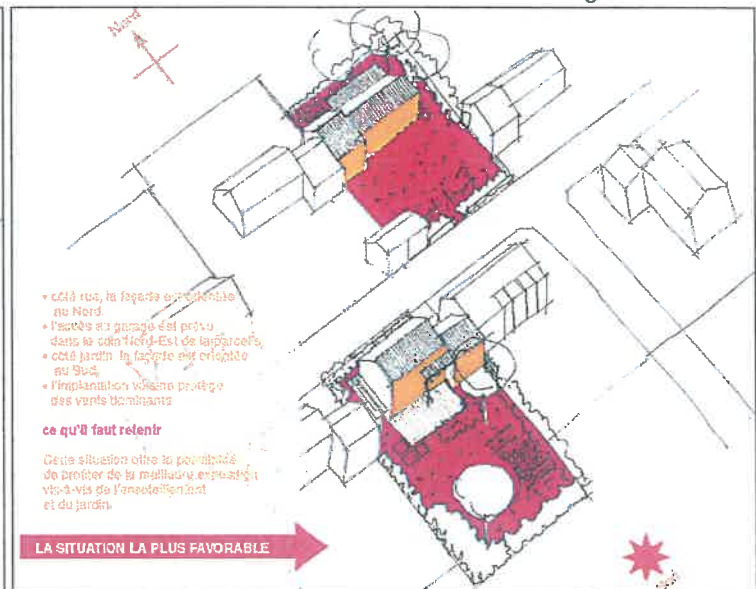 Nord
• côté rue, la façade est orientée
au Nord
• l'accès au garage est prévu
dans le coin Nord-Est de la parcelle,
• côté jardin la façade est orientée
au Sud,
• l'implantation voisine protège
des vents dominants
ce qu'il faut retenir
Cette situation offre la possibilité
de profiter de la meilleure exposition
vis-à-vis de l'ensoleillement
et du jardin.
LA SITUATION LA PLUS FAVORABLE